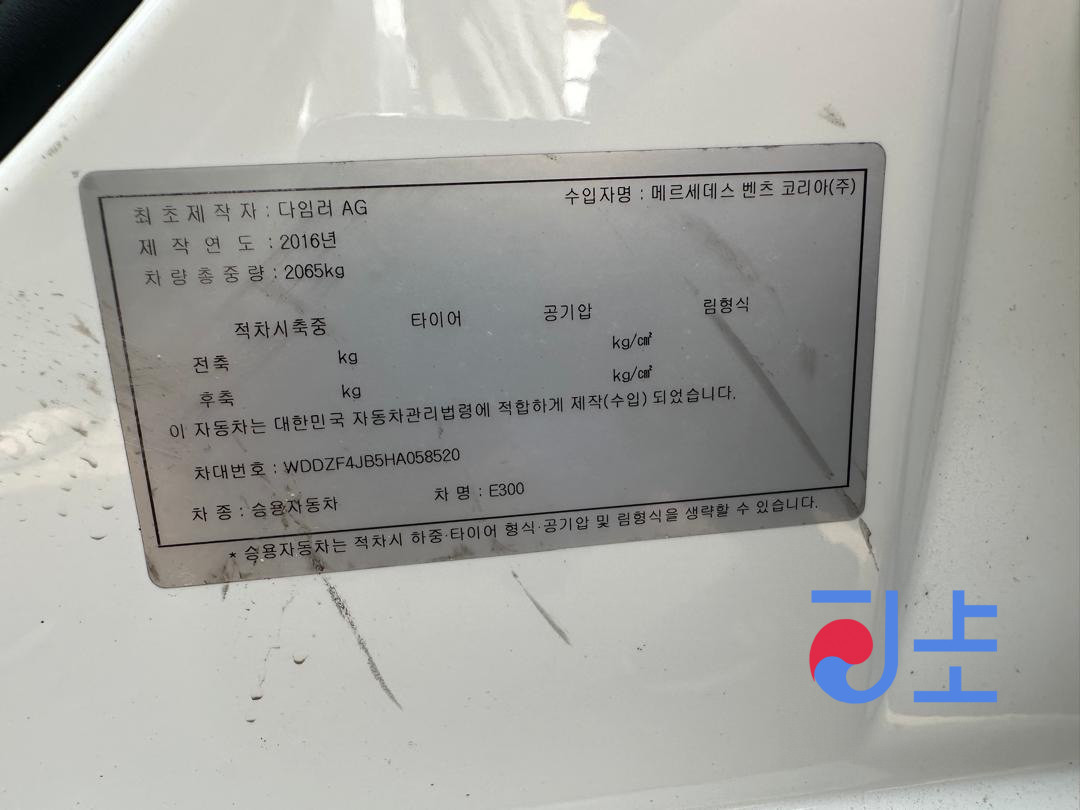 최초제작자 : 다임러 AG
수입자명 : 메르세데스 벤츠 코리아(주)
제 작 연 도 : 2016년
차량총중량 : 2065kg
적차시축중 타이어 공기압 림형식
전축 kg kg/㎠
후축 kg kg/㎠
이 자동차는 대한민국 자동차관리법령에 적합하게 제작(수입) 되었습니다.
차대번호 : WDDZF4JB5HA058520
차 종 : 승용자동차 차 명 : E300
* 승용자동차는 적차시 하중·타이어 형식·공기압 및 림형식을 생략할 수 있습니다.